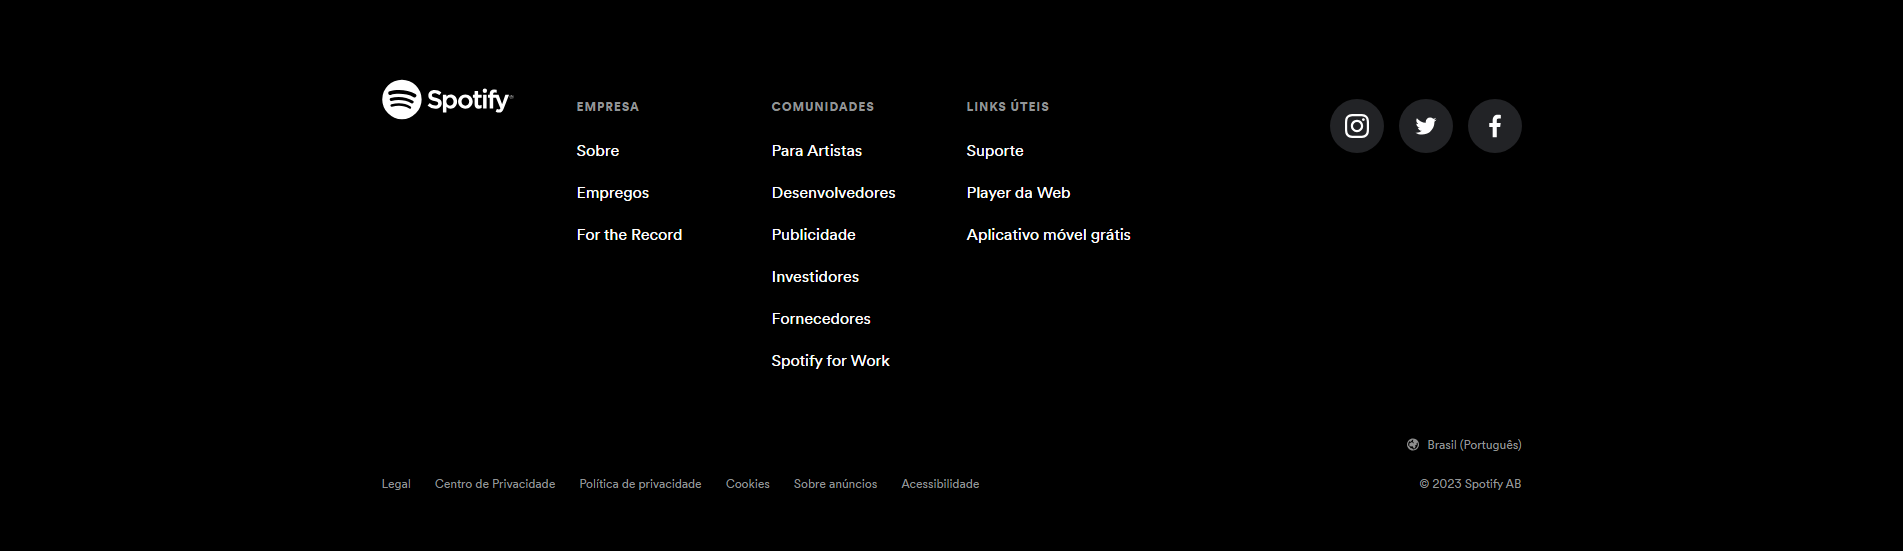 Spotify
EMPRESA
Sobre
Empregos
For the Record
COMUNIDADES
Para Artistas
Desenvolvedores
Publicidade
Investidores
Fornecedores
Spotify for Work
LINKS ÚTEIS
Suporte
Player da Web
Aplicativo móvel grátis
Brasil (Português)
Legal Centro de Privacidade Política de privacidade Cookies Sobre anúncios Acessibilidade
© 2023 Spotify AB